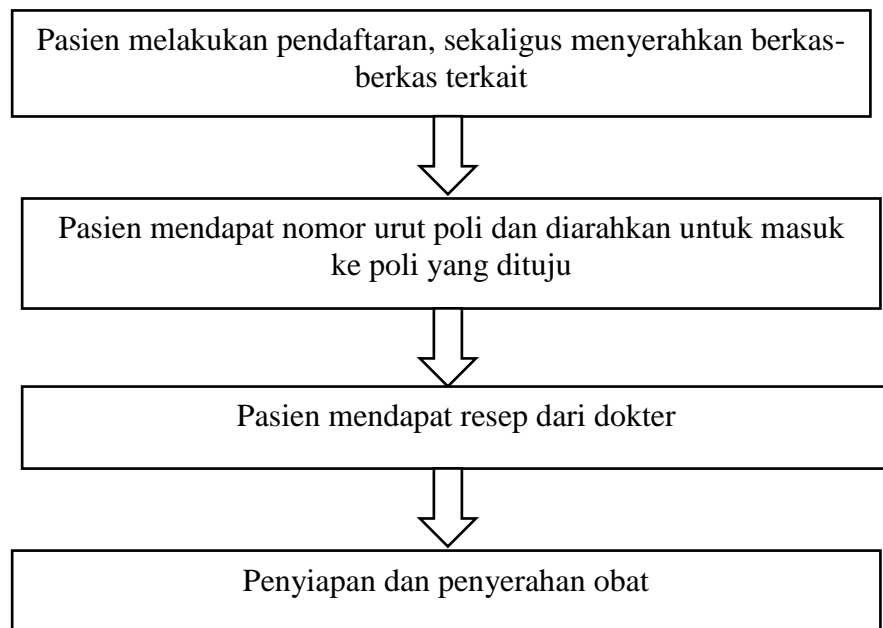 Pasien melakukan pendaftaran, sekaligus menyerahkan berkas-
berkas terkait
Pasien mendapat nomor urut poli dan diarahkan untuk masuk
ke poli yang dituju
Pasien mendapat resep dari dokter
Penyiapan dan penyerahan obat